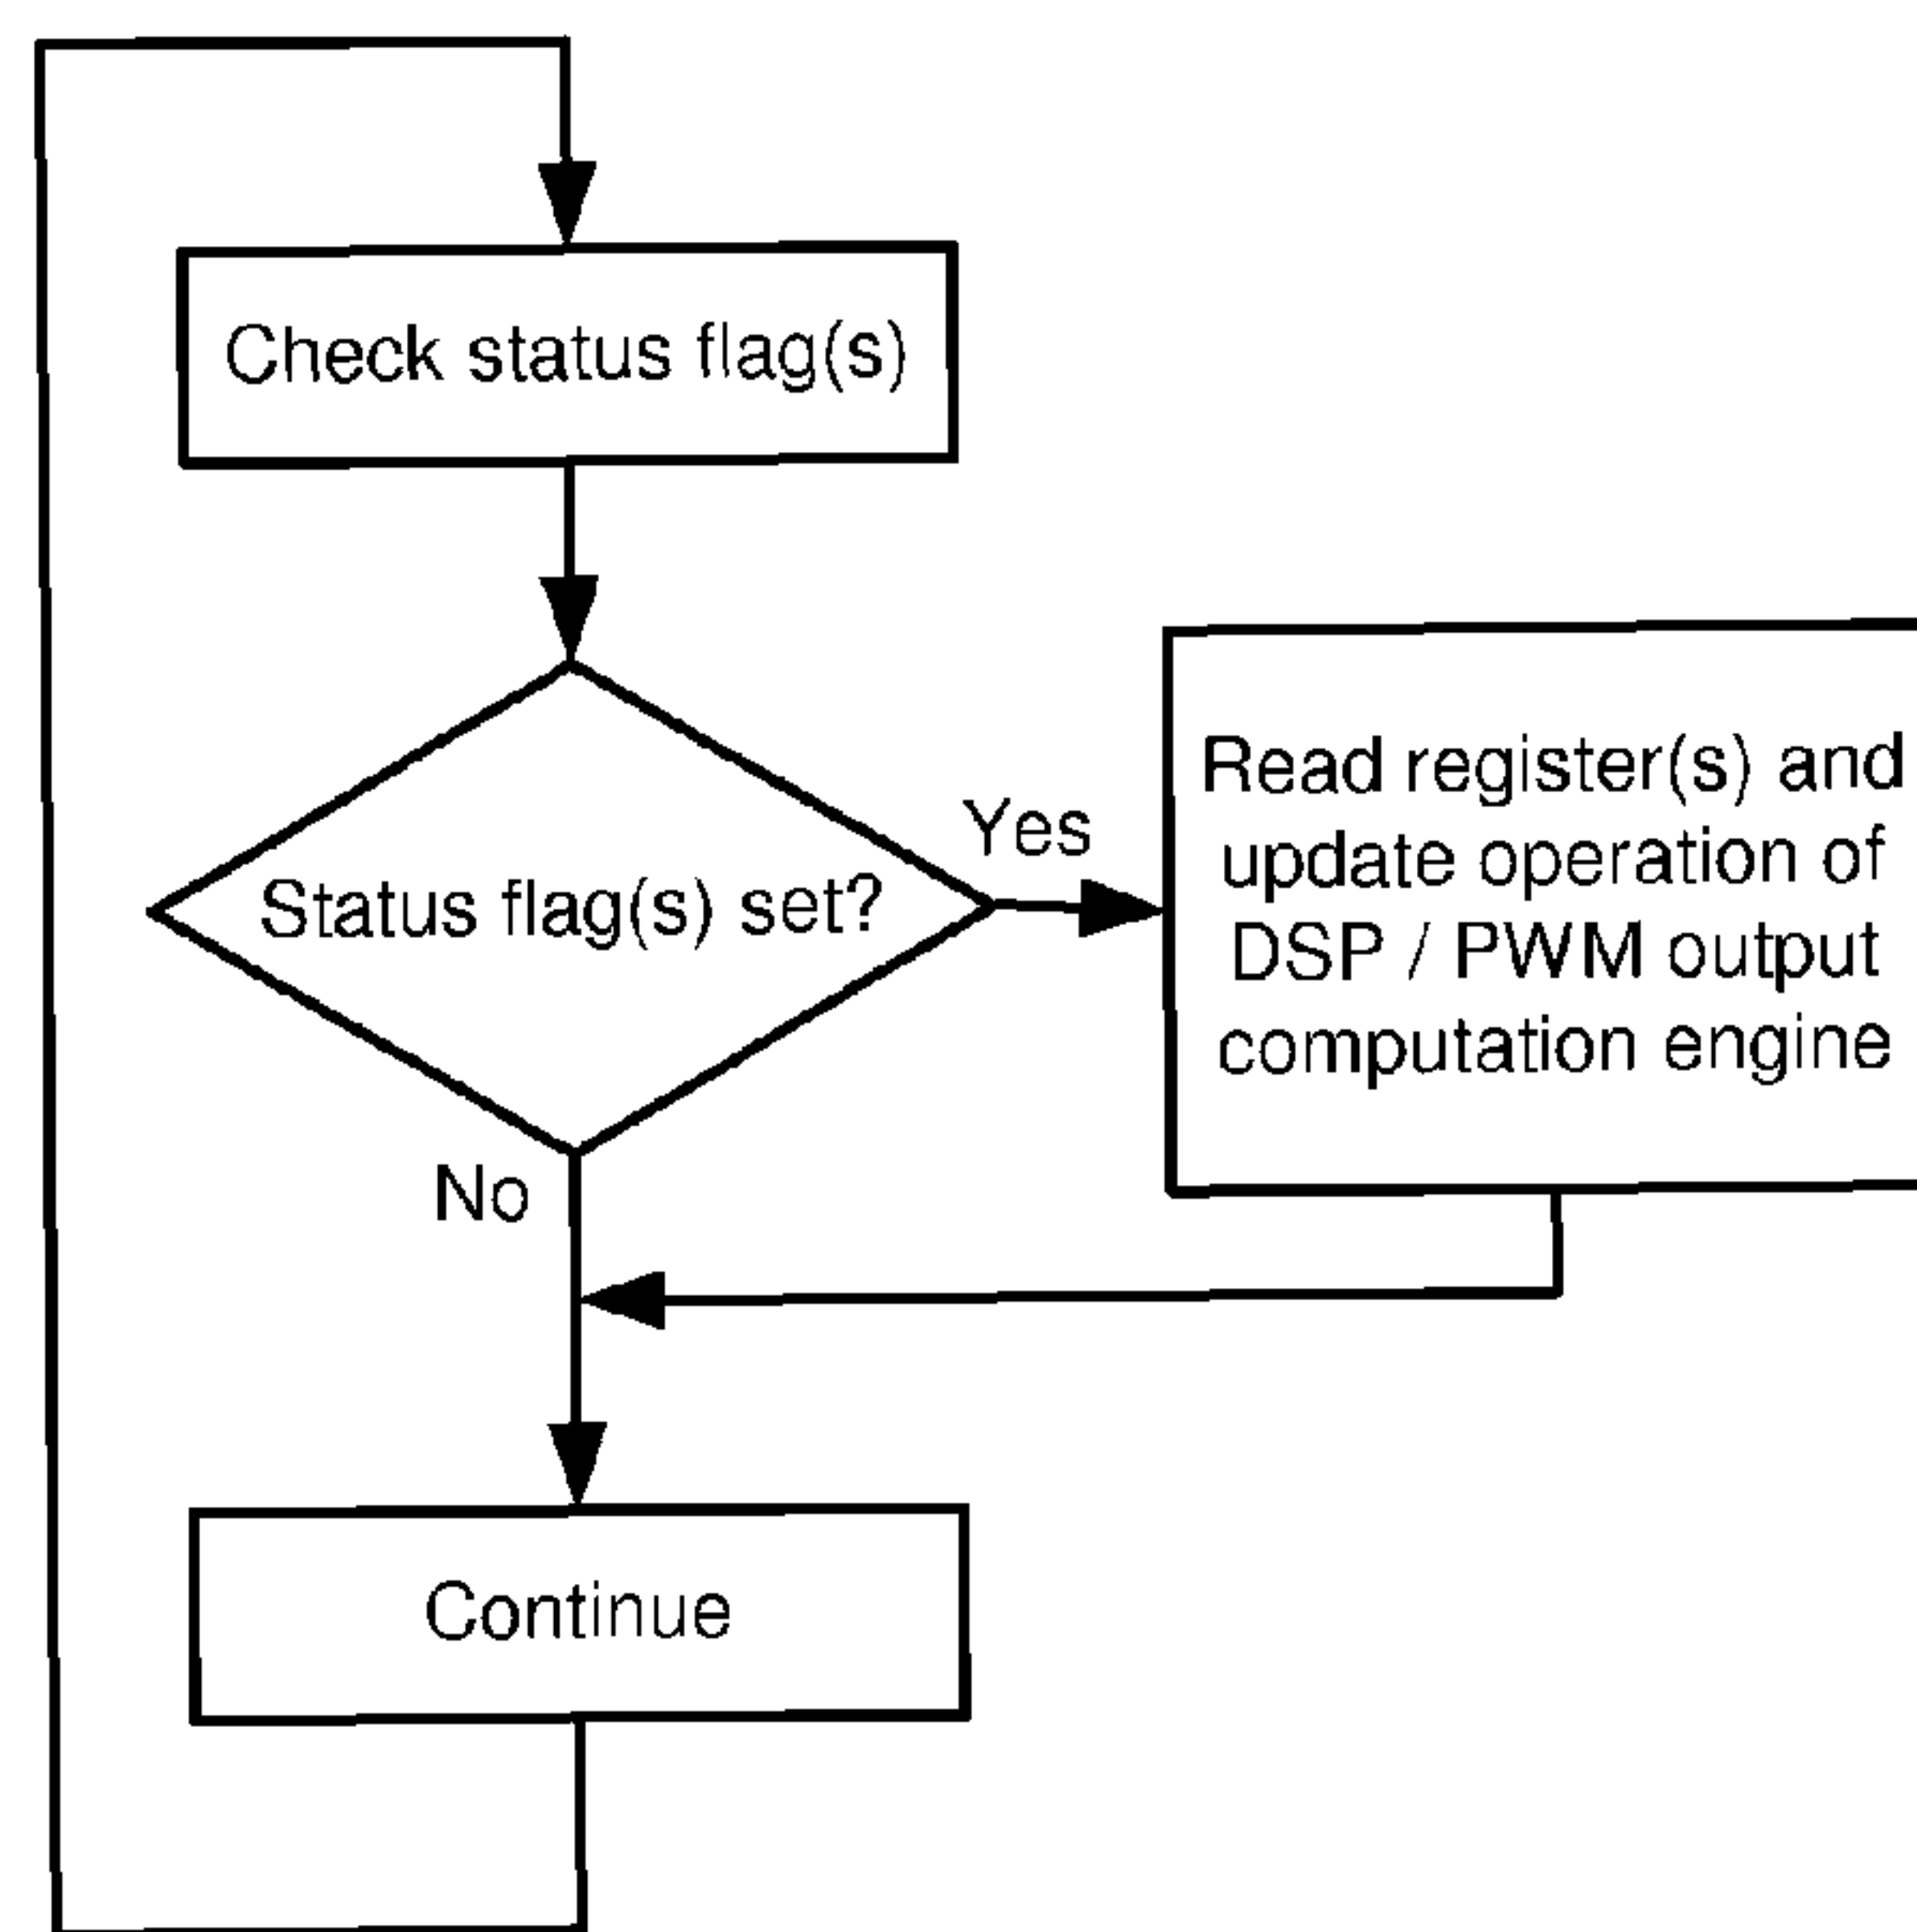 Check status flag(s)
Status flag(s) set?
Yes
Read register(s) and
update operation of
DSP / PWM output
computation engine
No
Continue